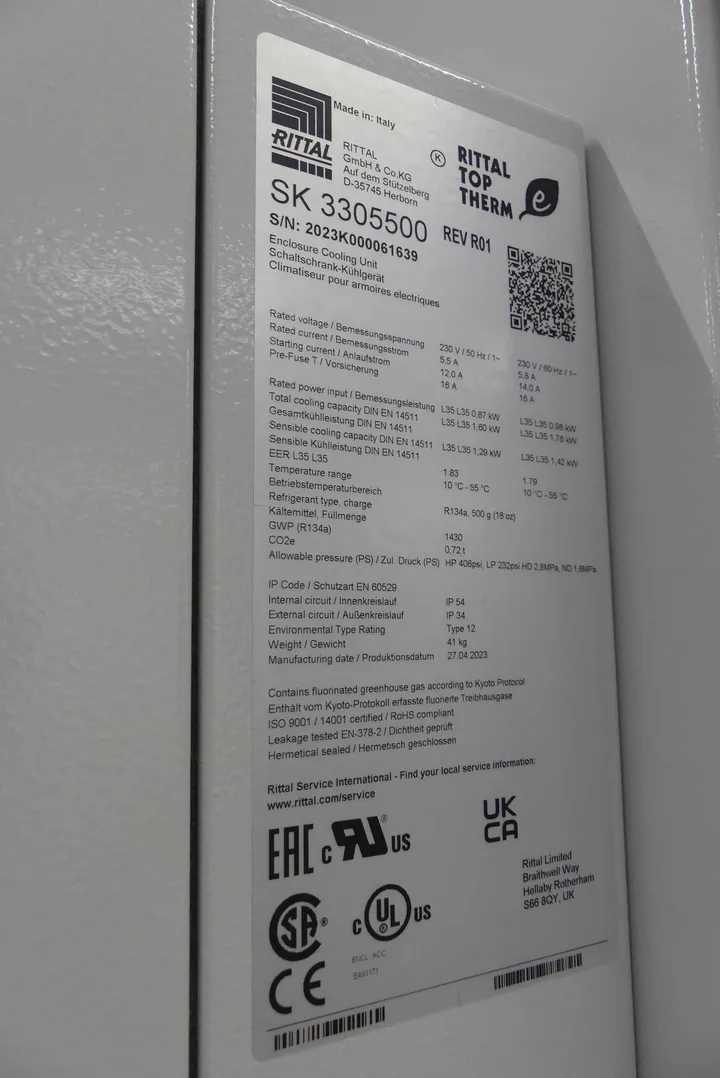 RITTAL
Made in: Italy
RITTAL
GmbH & Co.KG
Auf dem Stützelberg
D-35745 Herborn
K
RITTAL
TOP
THERM
e
SK 3305500 REV R01
S/N: 2023K000061639
Enclosure Cooling Unit
Schaltschrank-Kühlgerät
Climatiseur pour armoires electriques
Rated voltage / Bemessungsspannung 230 V / 50 Hz / 1~ 230 V / 60 Hz / 1~
Rated current / Bemessungsstrom 5,5 A 5,8 A
Starting current / Anlaufstrom 12,0 A 14,0 A
Pre-Fuse T / Vorsicherung 16 A 16 A
Rated power input / Bemessungsleistung L35 L35 0,87 kW L35 L35 0,98 kW
Total cooling capacity DIN EN 14511 L35 L35 1,60 kW L35 L35 1,76 kW
Gesamtkühlleistung DIN EN 14511
Sensible cooling capacity DIN EN 14511 L35 L35 1,29 kW L35 L35 1,42 kW
Sensible Kühlleistung DIN EN 14511
EER L35 L35 1.83 1.79
Temperature range 10 °C - 55 °C 10 °C - 55 °C
Betriebstemperaturbereich
Refrigerant type, charge R134a, 500 g (18 oz)
Kältemittel, Füllmenge
GWP (R134a) 1430
CO2e 0,72 t
Allowable pressure (PS) / Zul. Druck (PS) HP 406psi, LP 232psi HD 2,8MPa, ND 1,6MPa
IP Code / Schutzart EN 60529
Internal circuit / Innenkreislauf IP 54
External circuit / Außenkreislauf IP 34
Environmental Type Rating Type 12
Weight / Gewicht 41 kg
Manufacturing date / Produktionsdatum 27.04.2023
Contains fluorinated greenhouse gas according to Kyoto Protocol
Enthält vom Kyoto-Protokoll erfasste fluorierte Treibhausgase
ISO 9001 / 14001 certified / RoHS compliant
Leakage tested EN-378-2 / Dichtheit geprüft
Hermetical sealed / Hermetisch geschlossen
Rittal Service International - Find your local service information:
www.rittal.com/service
EAC c RU ® US
UK
CA
Rittal Limited
Braithwell Way
Hellaby Rotherham
S66 8QY, UK
SA ® c UL ® US
ENCL ACC
E491171
CE